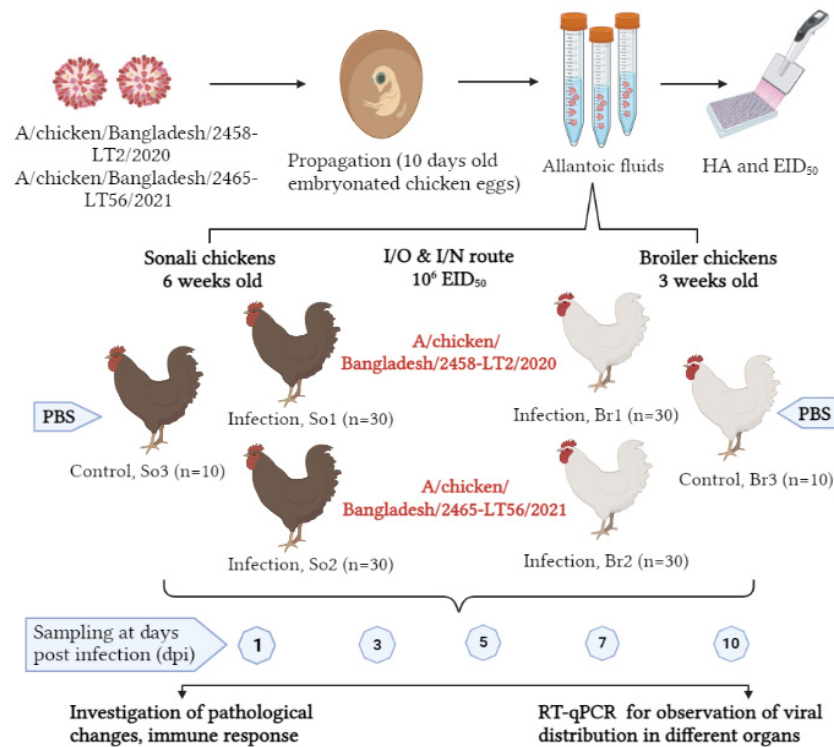 A/chicken/Bangladesh/2458-
LT2/2020
A/chicken/Bangladesh/2465-
LT56/2021
Propagation (10 days old
embryonated chicken eggs)
Allantoic fluids
HA and EID₅₀
Sonali chickens
6 weeks old
I/O & I/N route
10⁶ EID₅₀
Broiler chickens
3 weeks old
A/chicken/
Bangladesh/2458-LT2/2020
PBS
Infection, So1 (n=30)
Infection, Br1 (n=30)
PBS
Control, So3 (n=10)
Control, Br3 (n=10)
A/chicken/
Bangladesh/2465-LT56/2021
Infection, So2 (n=30)
Infection, Br2 (n=30)
Sampling at days
post infection (dpi)
1
3
5
7
10
Investigation of pathological
changes, immune response
RT-qPCR for observation of viral
distribution in different organs